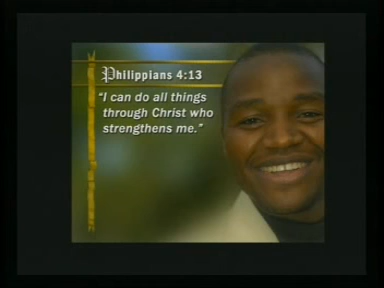 Philippians 4:13
"I can do all things
through Christ who
strengthens me."